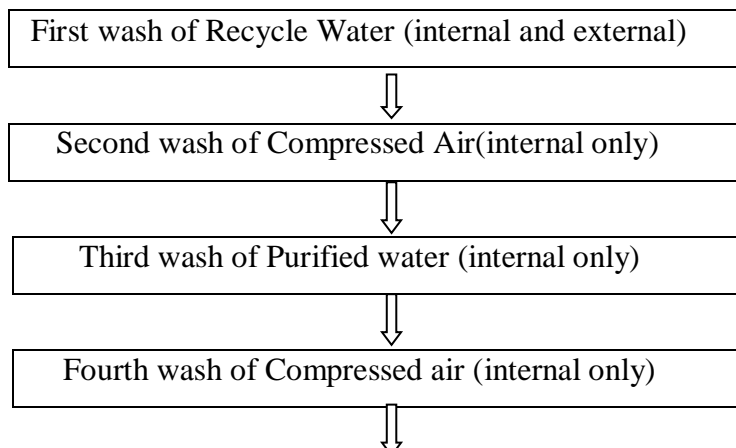 First wash of Recycle Water (internal and external)
Second wash of Compressed Air(internal only)
Third wash of Purified water (internal only)
Fourth wash of Compressed air (internal only)